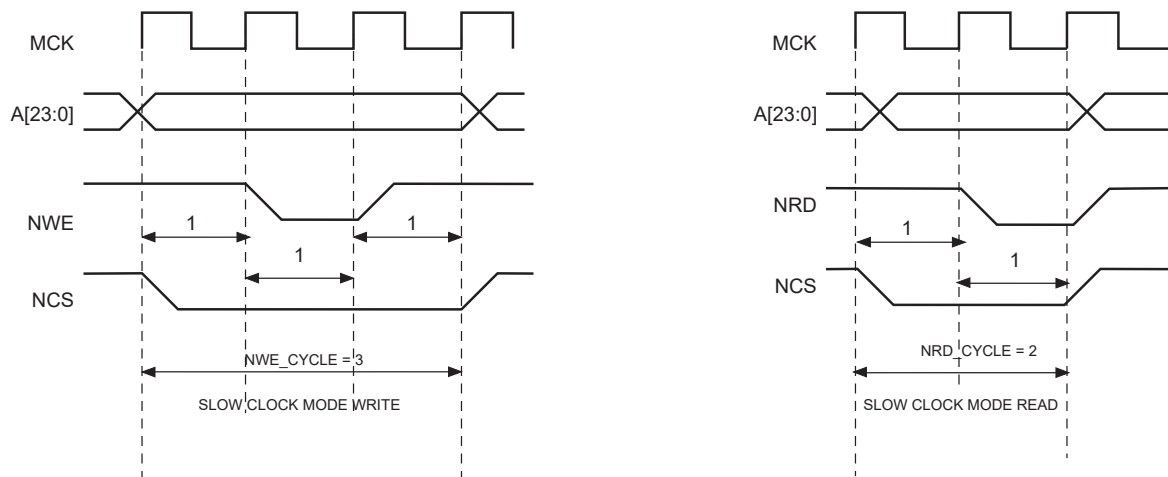 MCK
A[23:0]
NWE
1
1
1
NCS
NWE_CYCLE = 3
SLOW CLOCK MODE WRITE
MCK
A[23:0]
NRD
1
1
NCS
NRD_CYCLE = 2
SLOW CLOCK MODE READ